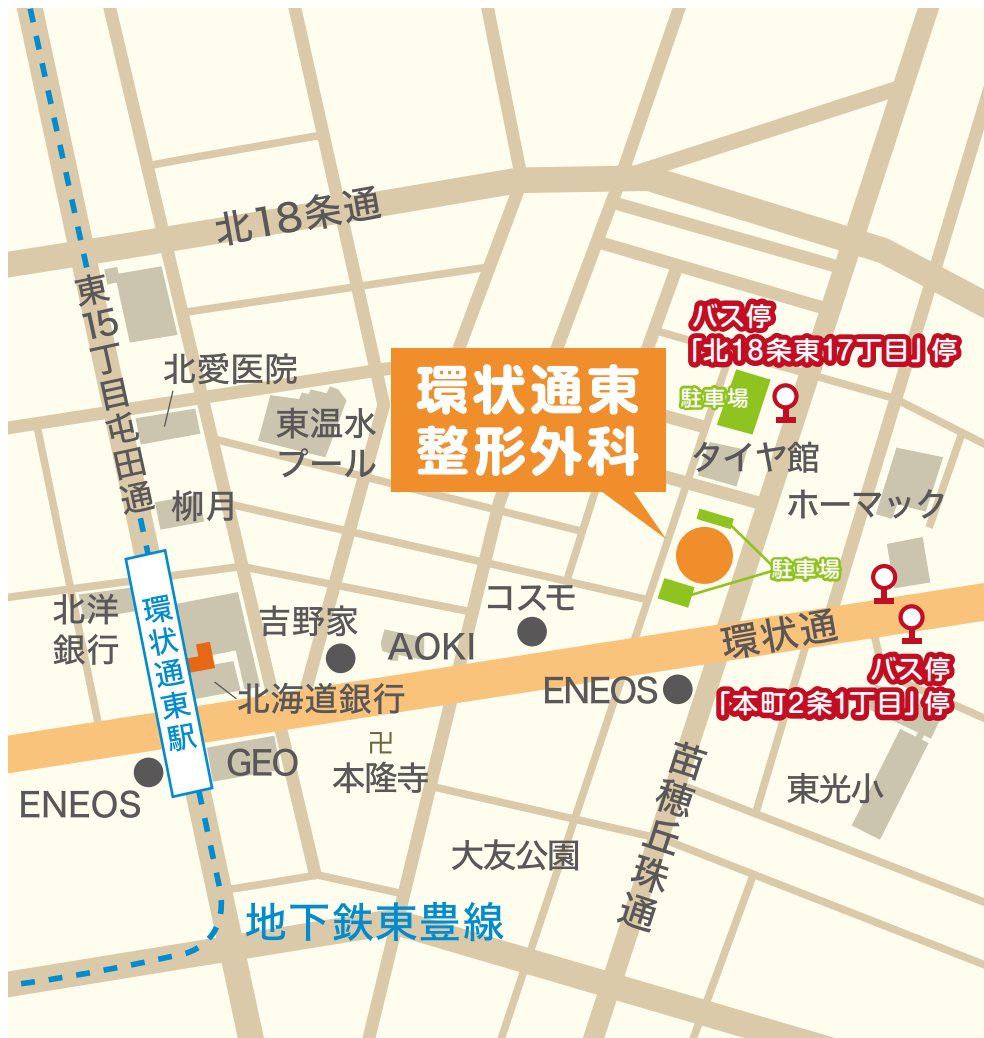 北18条通
東15丁目屯田通
バス停
「北18条東17丁目」停
北愛医院
環状通東
整形外科
駐車場
東温水
プール
タイヤ館
柳月
ホーマック
駐車場
北洋
銀行
環状通東駅
吉野家
コスモ
AOKI
環状通
バス停
「本町2条1丁目」停
北海道銀行
ENEOS
GEO
卍
本隆寺
ENEOS
苗穂丘珠通
東光小
大友公園
地下鉄東豊線